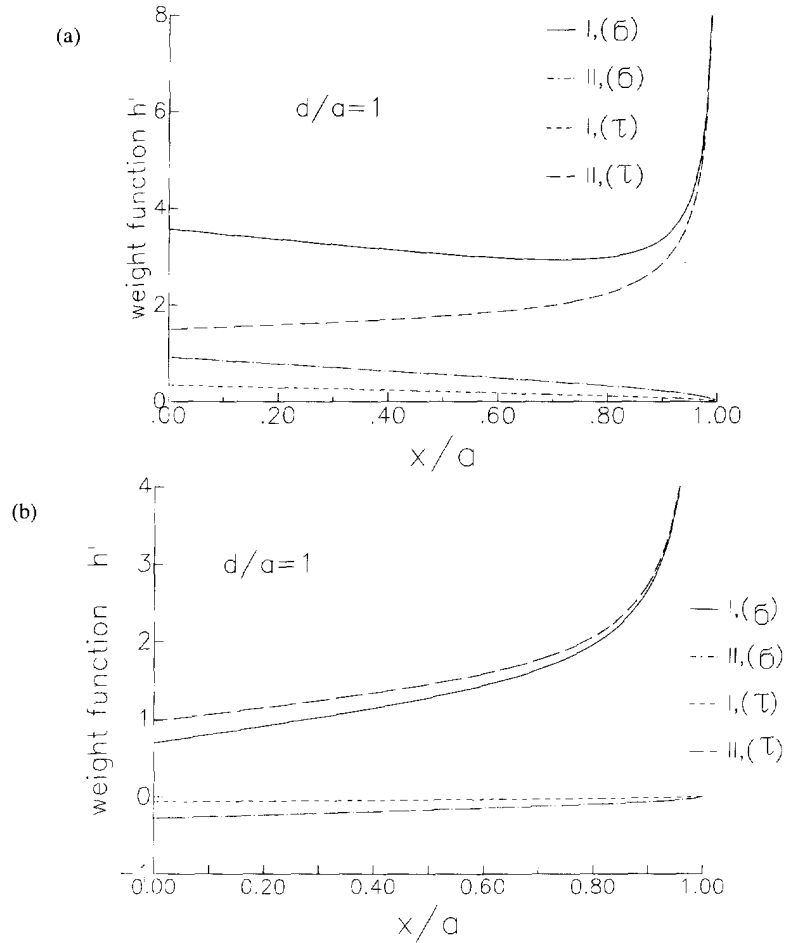 (a)
8
6
4
2
0
weight function h'
d/a=1
I,(σ)
II,(σ)
I,(τ)
II,(τ)
.00 .20 .40 .60 .80 1.00
x/a
(b)
4
3
2
1
0
-1
weight function h'
d/a=1
I,(σ)
II,(σ)
I,(τ)
II,(τ)
0.00 0.20 0.40 0.60 0.80 1.00
x/a